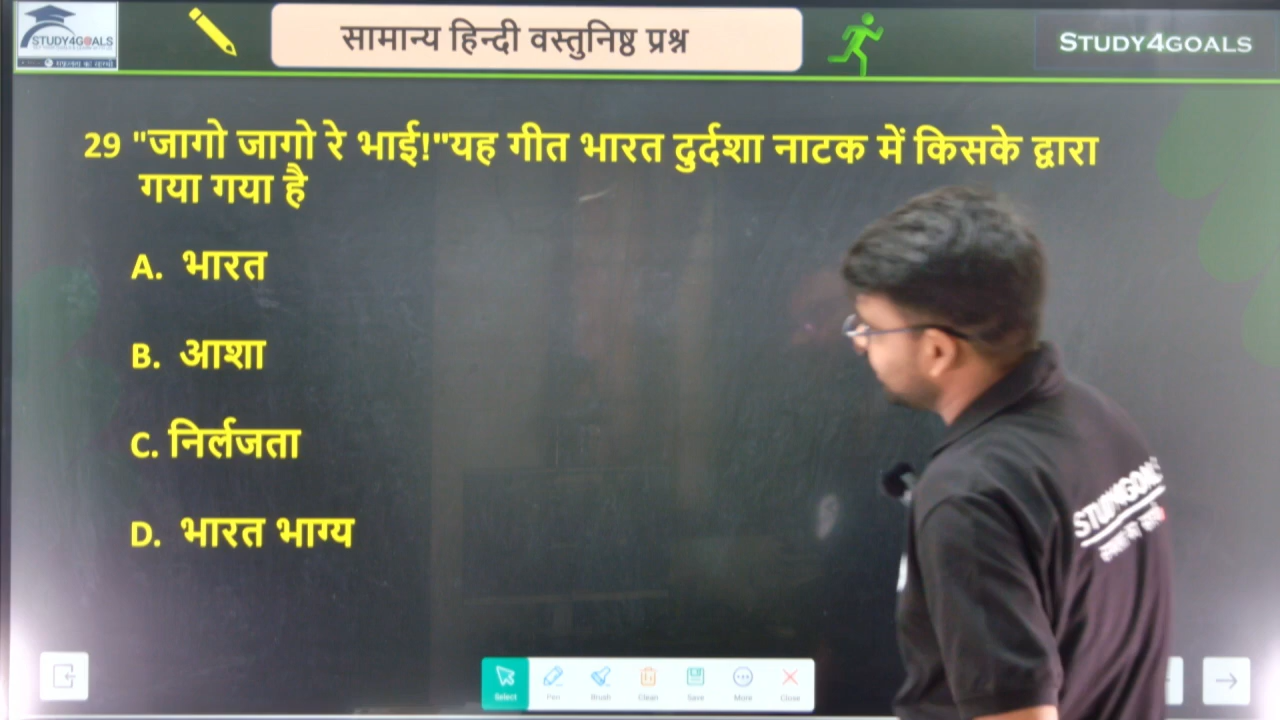 STUDY4GOALS
सामान्य हिन्दी वस्तुनिष्ठ प्रश्न
STUDY4GOALS
29 "जागो जागो रे भाई!"यह गीत भारत दुर्दशा नाटक में किसके द्वारा
गया गया है
A. भारत
B. आशा
C. निर्लजता
D. भारत भाग्य
STUDY4GOALS
Select Pen Brush Clean Save More Close